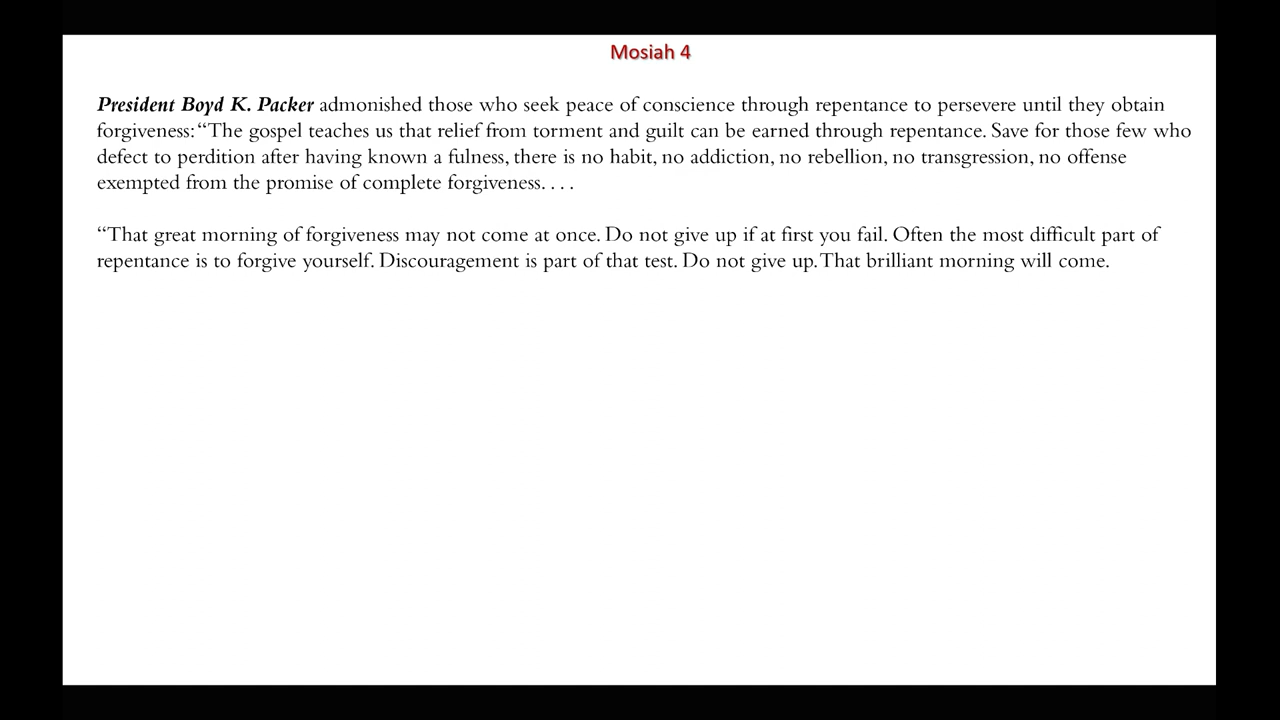 Mosiah 4
President Boyd K. Packer admonished those who seek peace of conscience through repentance to persevere until they obtain
forgiveness: “The gospel teaches us that relief from torment and guilt can be earned through repentance. Save for those few who
defect to perdition after having known a fulness, there is no habit, no addiction, no rebellion, no transgression, no offense
exempted from the promise of complete forgiveness. . . .
“That great morning of forgiveness may not come at once. Do not give up if at first you fail. Often the most difficult part of
repentance is to forgive yourself. Discouragement is part of that test. Do not give up. That brilliant morning will come.